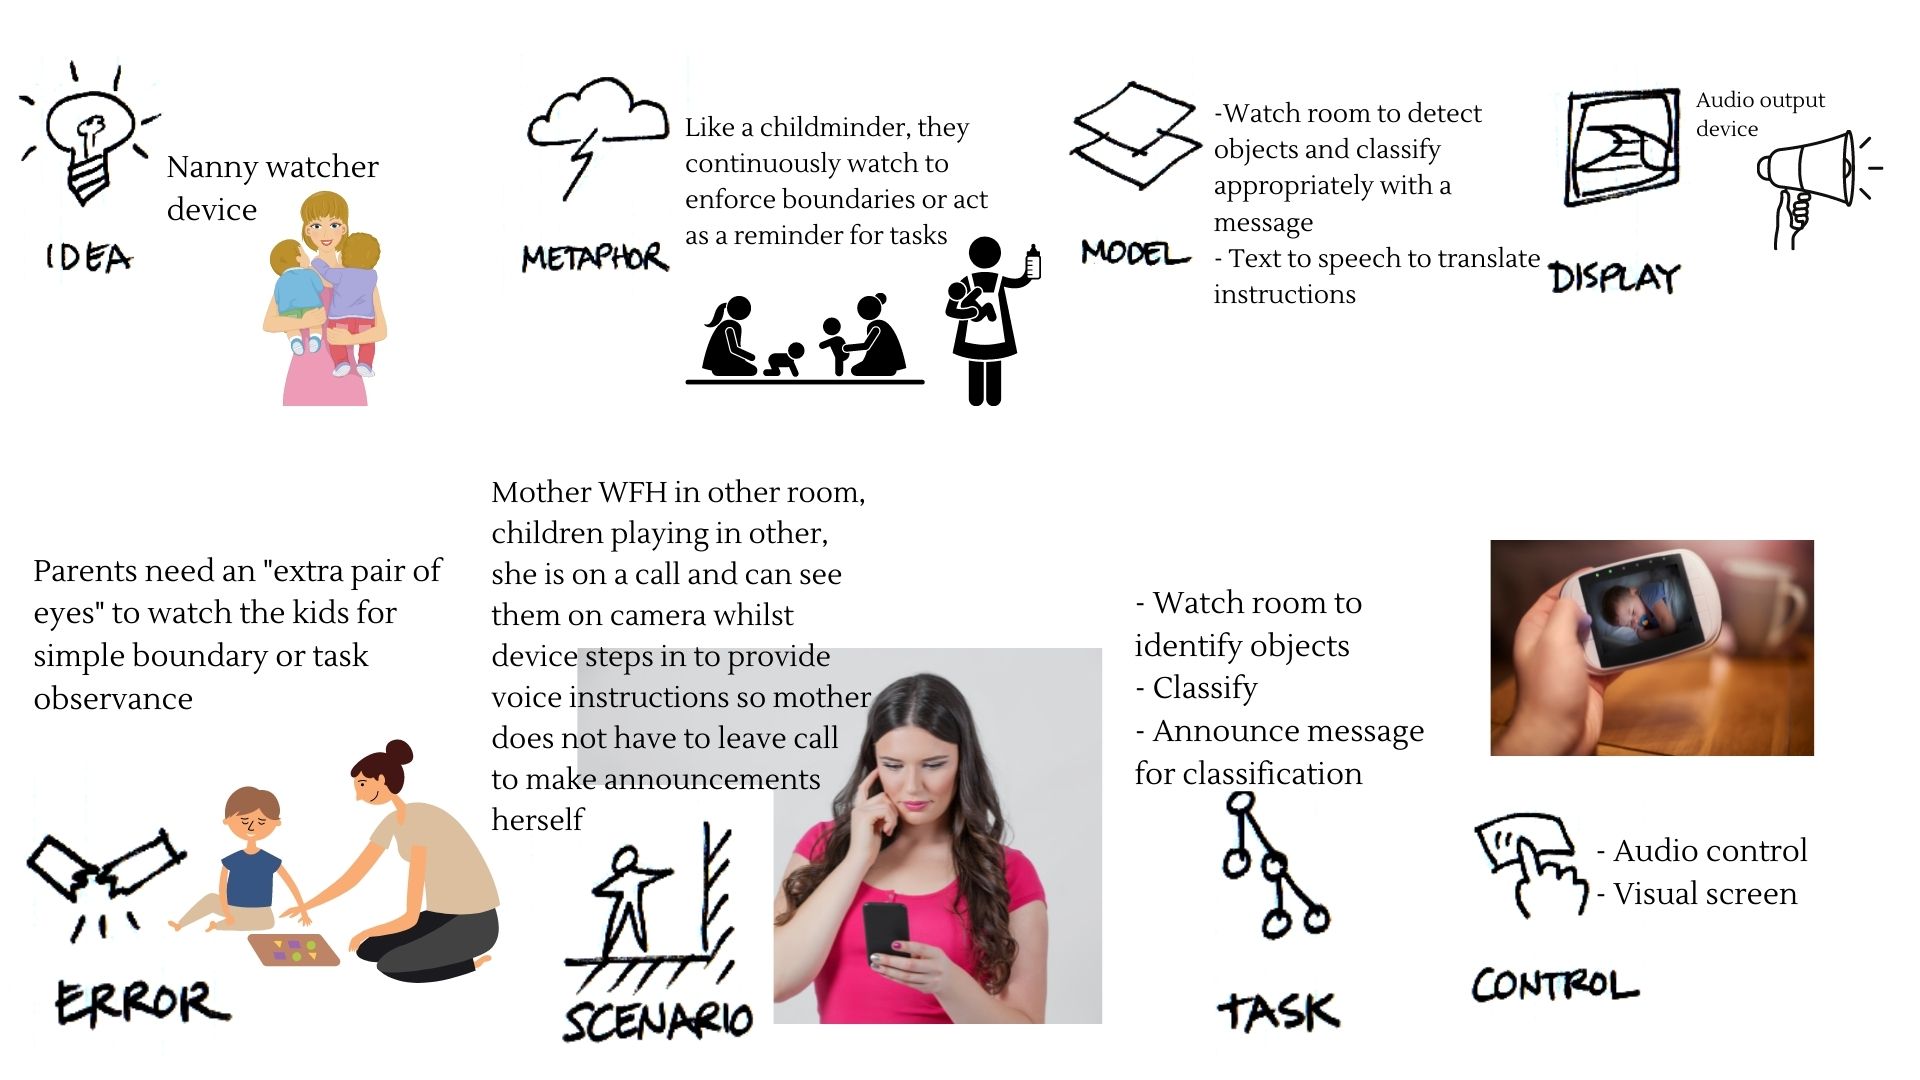 IDEA
Nanny watcher
device
METAPHOR
Like a childminder, they
continuously watch to
enforce boundaries or act
as a reminder for tasks
MODEL
-Watch room to detect
objects and classify
appropriately with a
message
- Text to speech to translate
instructions
DISPLAY
Audio output
device
Parents need an "extra pair of
eyes" to watch the kids for
simple boundary or task
observance
ERROR
Mother WFH in other room,
children playing in other,
she is on a call and can see
them on camera whilst
device steps in to provide
voice instructions so mother
does not have to leave call
to make announcements
herself
SCENARIO
- Watch room to
identify objects
- Classify
- Announce message
for classification
TASK
- Audio control
- Visual screen
CONTROL